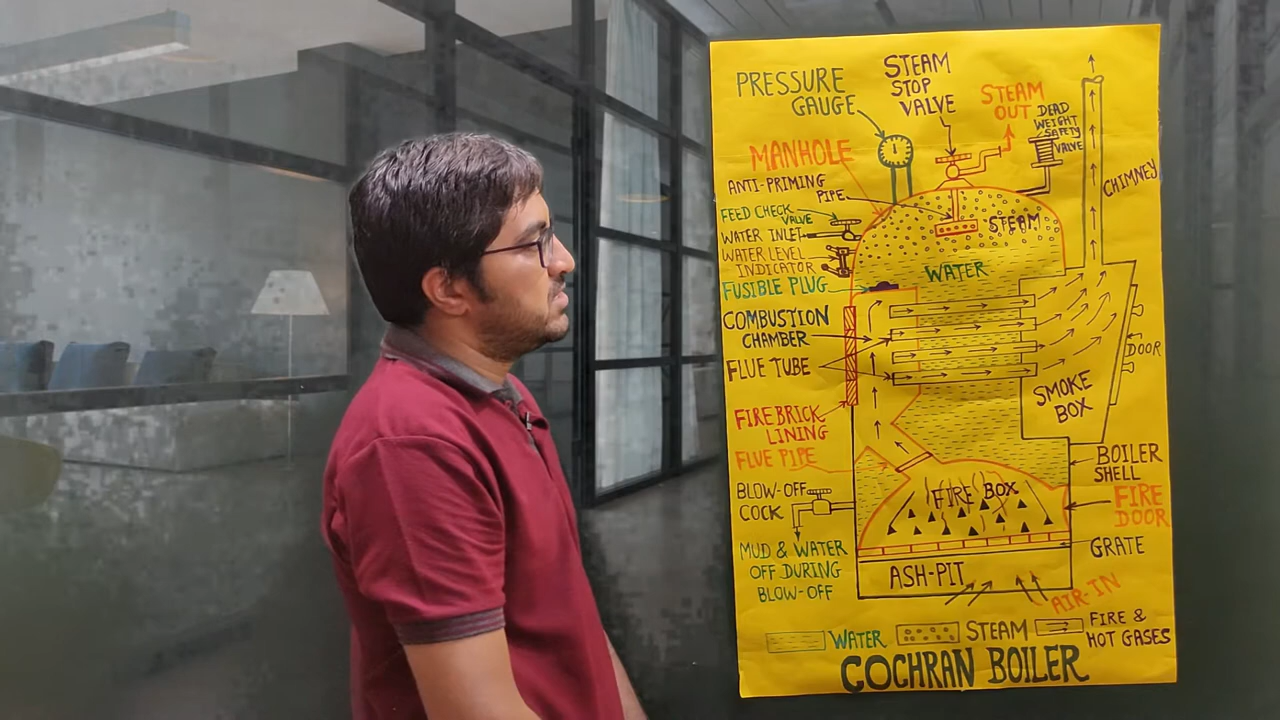 PRESSURE
GAUGE
STEAM
STOP
VALVE
STEAM
OUT
DEAD
WEIGHT
SAFETY
VALVE
MANHOLE
ANTI-PRIMING
PIPE
FEED CHECK
VALVE
WATER INLET
WATER LEVEL
INDICATOR
FUSIBLE PLUG
COMBUSTION
CHAMBER
FLUE TUBE
FIRE BRICK
LINING
FLUE PIPE
BLOW-OFF
COCK
MUD & WATER
OFF DURING
BLOW-OFF
STEAM
WATER
CHIMNEY
DOOR
SMOKE
BOX
BOILER
SHELL
FIRE BOX
FIRE
DOOR
GRATE
ASH-PIT
AIR-IN
WATER
STEAM
FIRE &
HOT GASES
COCHRAN BOILER